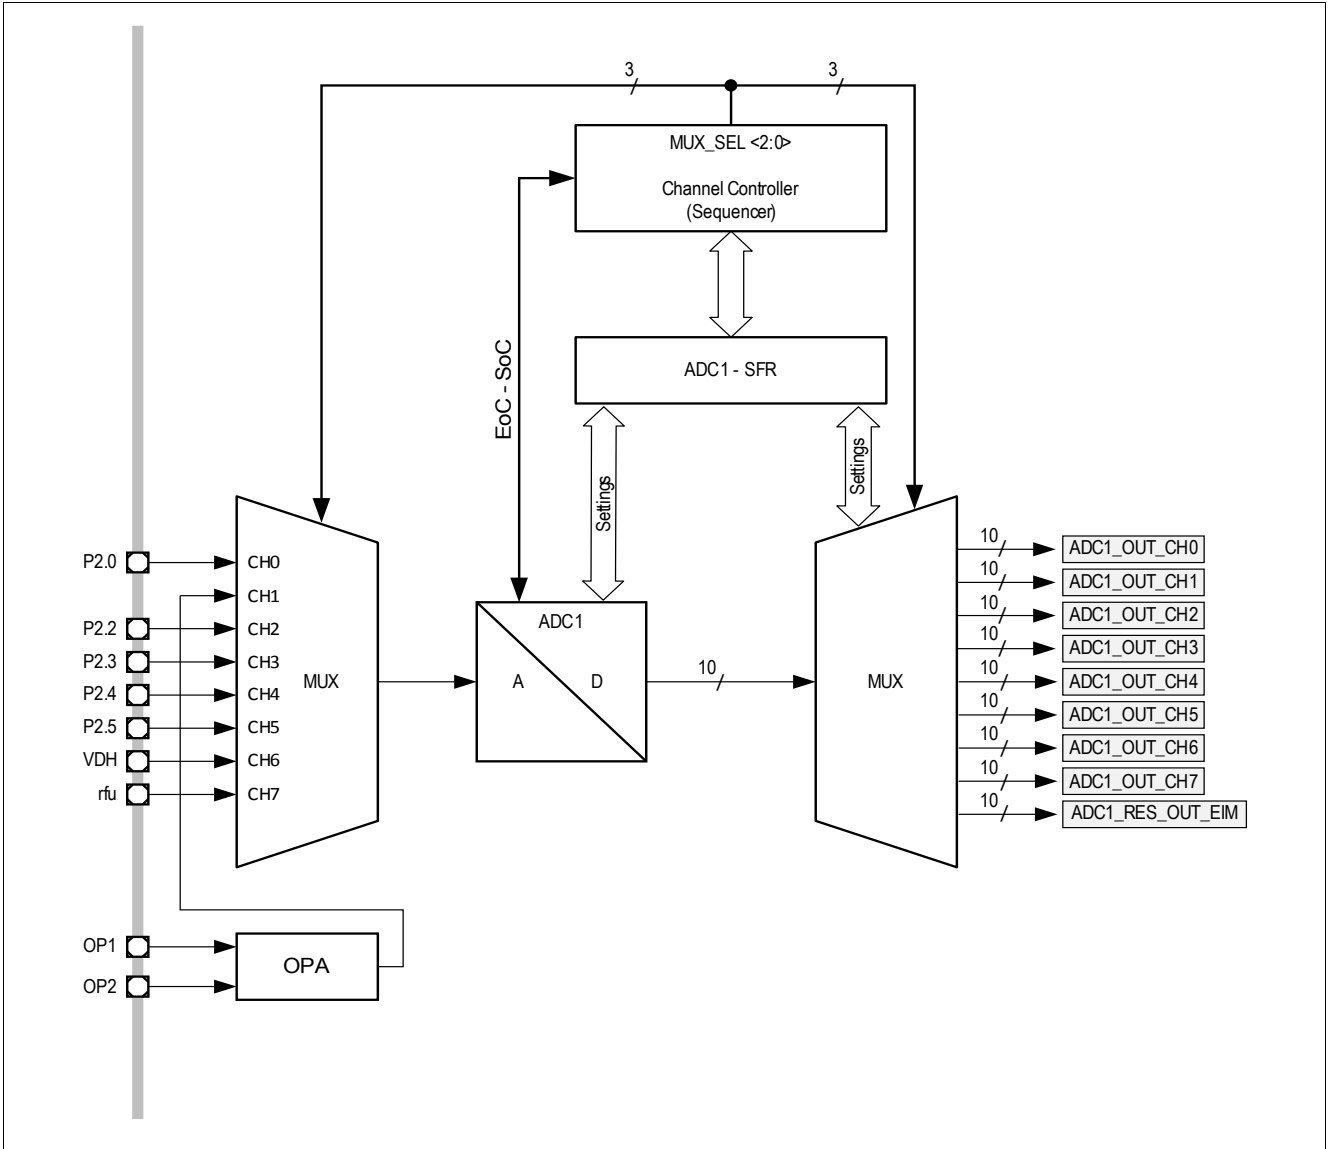 3
3
MUX_SEL <2:0>
Channel Controller
(Sequencer)
EoC - SoC
ADC1 - SFR
Settings
Settings
P2.0
P2.2
P2.3
P2.4
P2.5
VDH
rfu
CH0
CH1
CH2
CH3
CH4
CH5
CH6
CH7
MUX
ADC1
A
D
10
MUX
10
ADC1_OUT_CH0
10
ADC1_OUT_CH1
10
ADC1_OUT_CH2
10
ADC1_OUT_CH3
10
ADC1_OUT_CH4
10
ADC1_OUT_CH5
10
ADC1_OUT_CH6
10
ADC1_OUT_CH7
10
ADC1_RES_OUT_EIM
OP1
OP2
OPA